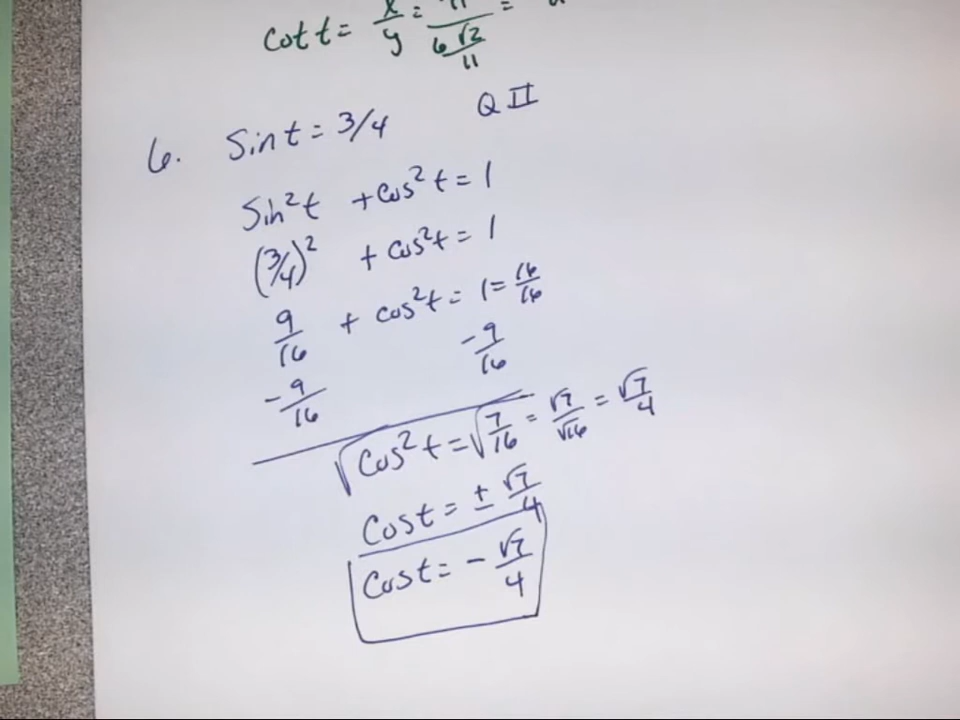 cot t = x/y = 11/(6√2/11) =
6. Sin t = 3/4 Q II
Sin²t + cos²t = 1
(3/4)² + cos²t = 1
9/16 + cos²t = 1 = 16/16
- 9/16 - 9/16
√cos²t = √7/16 = √7/√16 = √7/4
Cos t = ± √7/4
Cos t = - √7/4